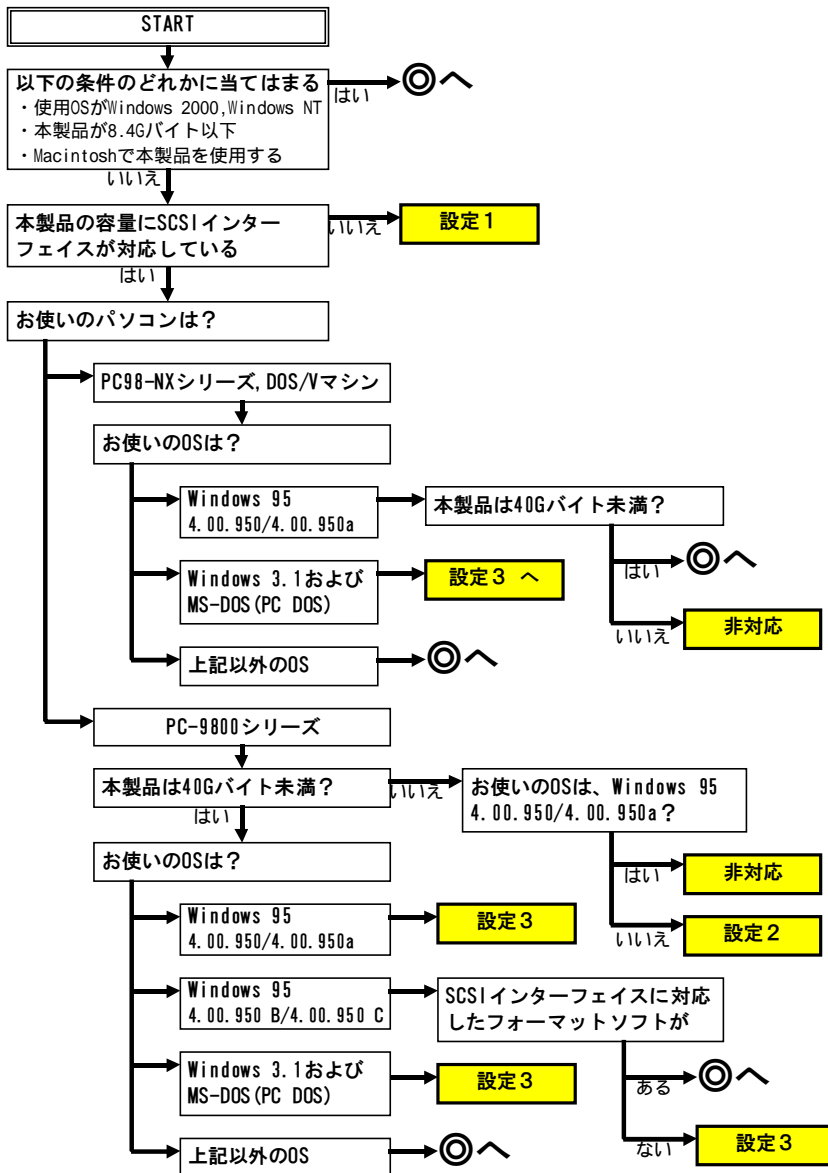 START
以下の条件のどれかに当てはまる
・使用OSがWindows 2000,Windows NT
・本製品が8.4Gバイト以下
・Macintoshで本製品を使用する
はい
◎へ
いいえ
本製品の容量にSCSIインター
フェイスが対応している
いいえ
設定1
はい
お使いのパソコンは?
PC98-NXシリーズ,DOS/Vマシン
お使いのOSは?
Windows 95
4.00.950/4.00.950a
本製品は40Gバイト未満?
はい
◎へ
いいえ
非対応
Windows 3.1および
MS-DOS(PC DOS)
設定3 へ
上記以外のOS
◎へ
PC-9800シリーズ
本製品は40Gバイト未満?
いいえ
お使いのOSは、Windows 95
4.00.950/4.00.950a?
はい
非対応
いいえ
設定2
はい
お使いのOSは?
Windows 95
4.00.950/4.00.950a
設定3
Windows 95
4.00.950 B/4.00.950 C
SCSIインターフェイスに対応
したフォーマットソフトが
ある
◎へ
ない
設定3
Windows 3.1および
MS-DOS(PC DOS)
設定3
上記以外のOS
◎へ